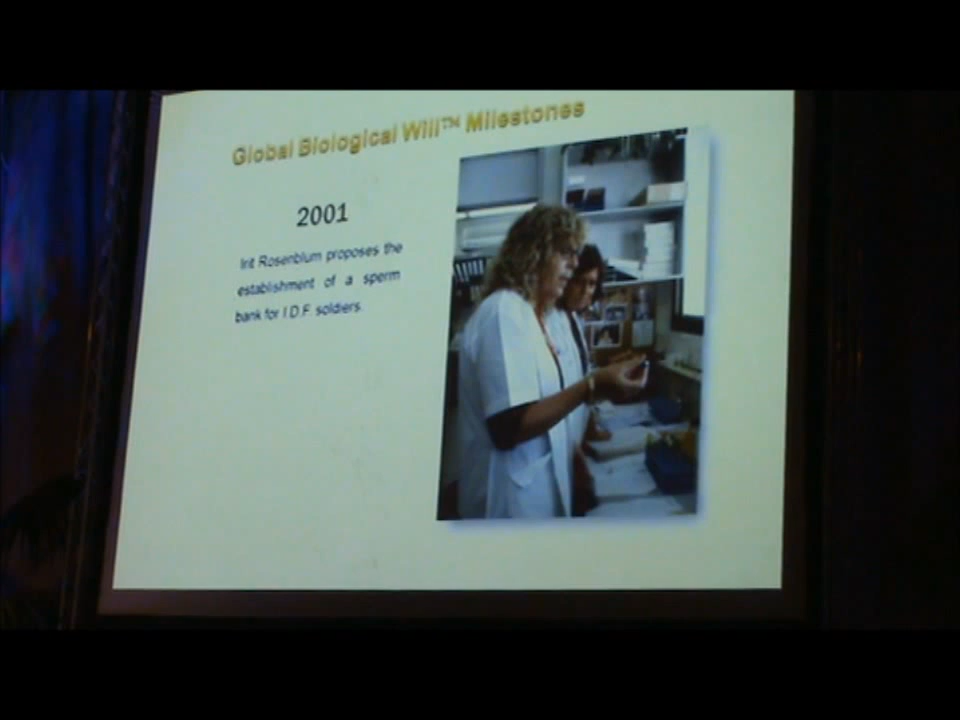 Global Biological Will™ Milestones
2001
Irit Rosenblum proposes the
establishment of a sperm
bank for I.D.F. soldiers.